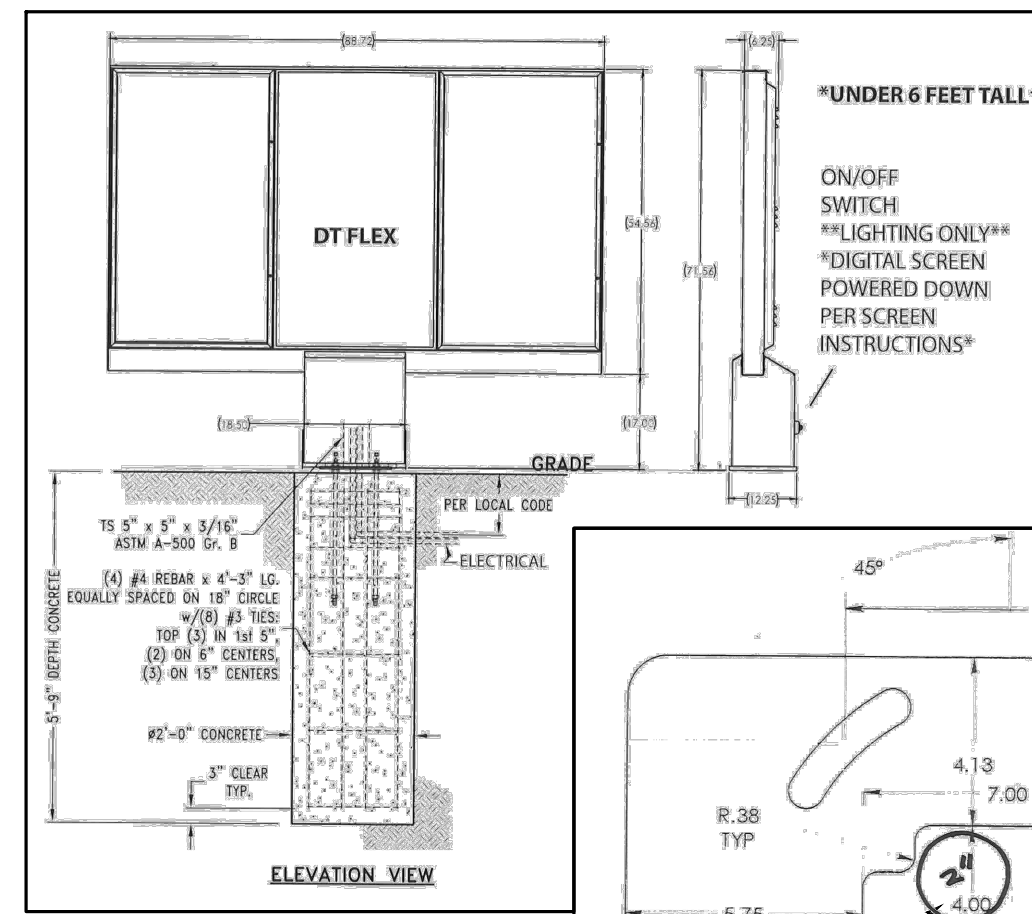 (88.72)
(6.25)
*UNDER 6 FEET TALL*
ON/OFF
SWITCH
**LIGHTING ONLY**
*DIGITAL SCREEN
POWERED DOWN
PER SCREEN
INSTRUCTIONS*
DT FLEX
(54.56)
(71.56)
(18.50)
(17.00)
GRADE
(12.25)
PER LOCAL CODE
ELECTRICAL
TS 5" x 5" x 3/16"
ASTM A-500 Gr. B
(4) #4 REBAR x 4'-3" LG.
EQUALLY SPACED ON 18" CIRCLE
w/(8) #3 TIES:
TOP (3) IN 1st 5",
(2) ON 6" CENTERS,
(3) ON 15" CENTERS
5'-9" DEPTH CONCRETE
ø2'-0" CONCRETE
3" CLEAR
TYP.
ELEVATION VIEW
45°
4.13
7.00
R.38
TYP
2"
4.00
5.75